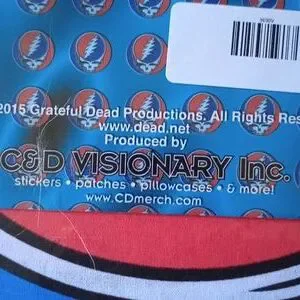 2015 Grateful Dead Productions. All Rights Res
www.dead.net
Produced by
C&D VISIONARY Inc.
stickers • patches • pillowcases • & more!
www.CDmerch.com